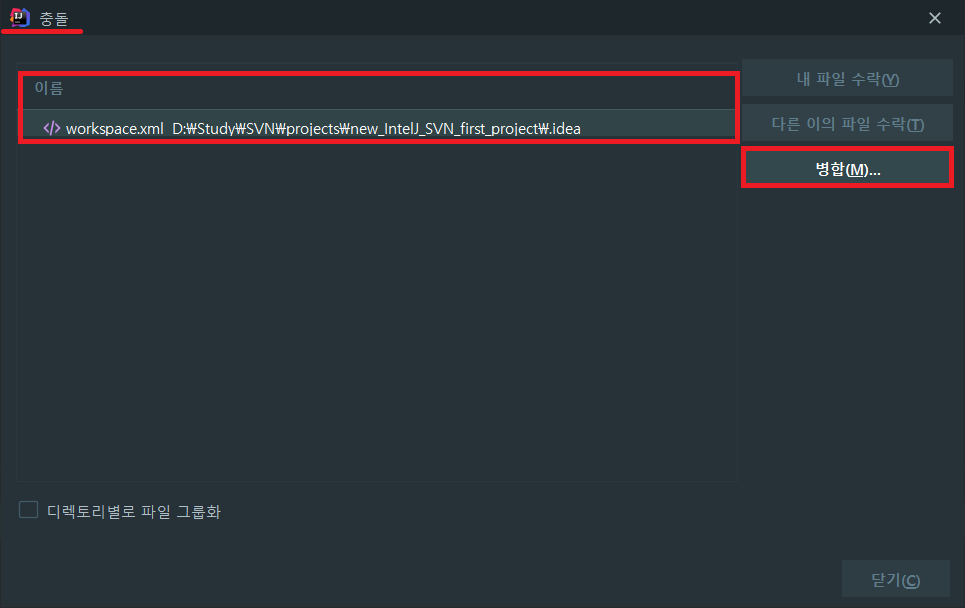 충돌
이름
workspace.xml D:₩Study₩SVN₩projects₩new_IntelJ_SVN_first_project₩.idea
내 파일 수락(Y)
다른 이의 파일 수락(T)
병합(M)...
디렉토리별로 파일 그룹화
닫기(C)